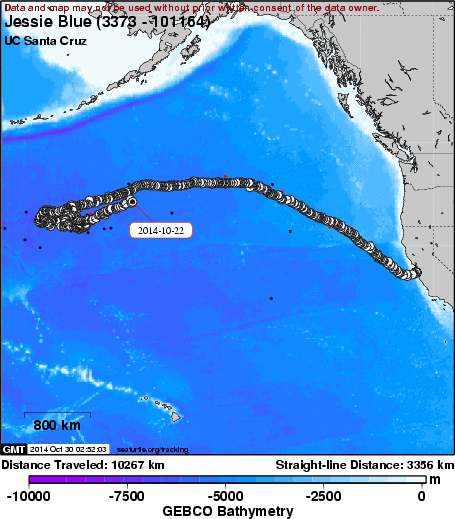 Data and map may not be used without prior written consent of the data owner.
Jessie Blue (3373 - 101164)
UC Santa Cruz
2014-10-22
800 km
GMT 2014 Oct 30 02:52:03 seaturtle.org/tracking
Distance Traveled: 10267 km Straight-line Distance: 3356 km
m
-10000 -7500 -5000 -2500 0
GEBCO Bathymetry